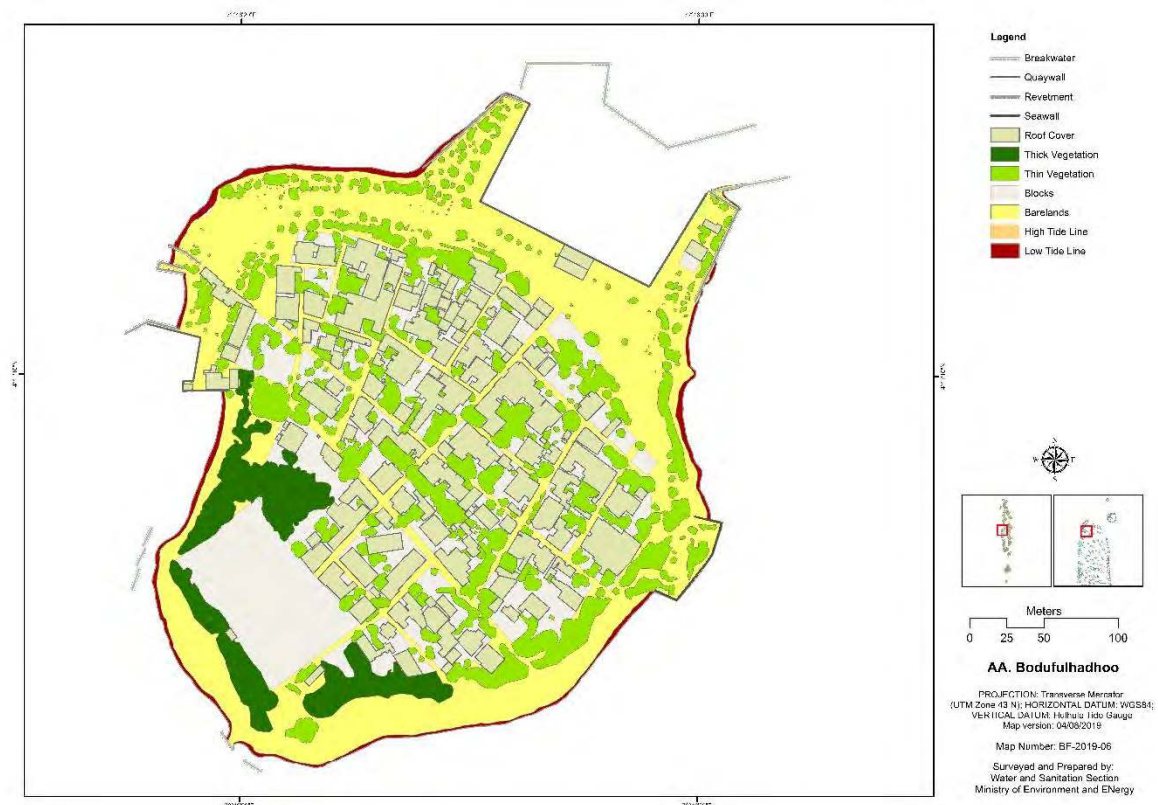 Legend
Breakwater
Quaywall
Revetment
Seawall
Roof Cover
Thick Vegetation
Thin Vegetation
Blocks
Barelands
High Tide Line
Low Tide Line
N
W
E
S
Meters
0 25 50 100
AA. Bodufulhadhoo
PROJECTION: Transverse Mercator
(UTM Zone 43 N); HORIZONTAL DATUM: WGS84;
VERTICAL DATUM: Hulhule Tide Gauge
Map version: 04/08/2019
Map Number: BF-2019-06
Surveyed and Prepared by:
Water and Sanitation Section
Ministry of Environment and ENergy